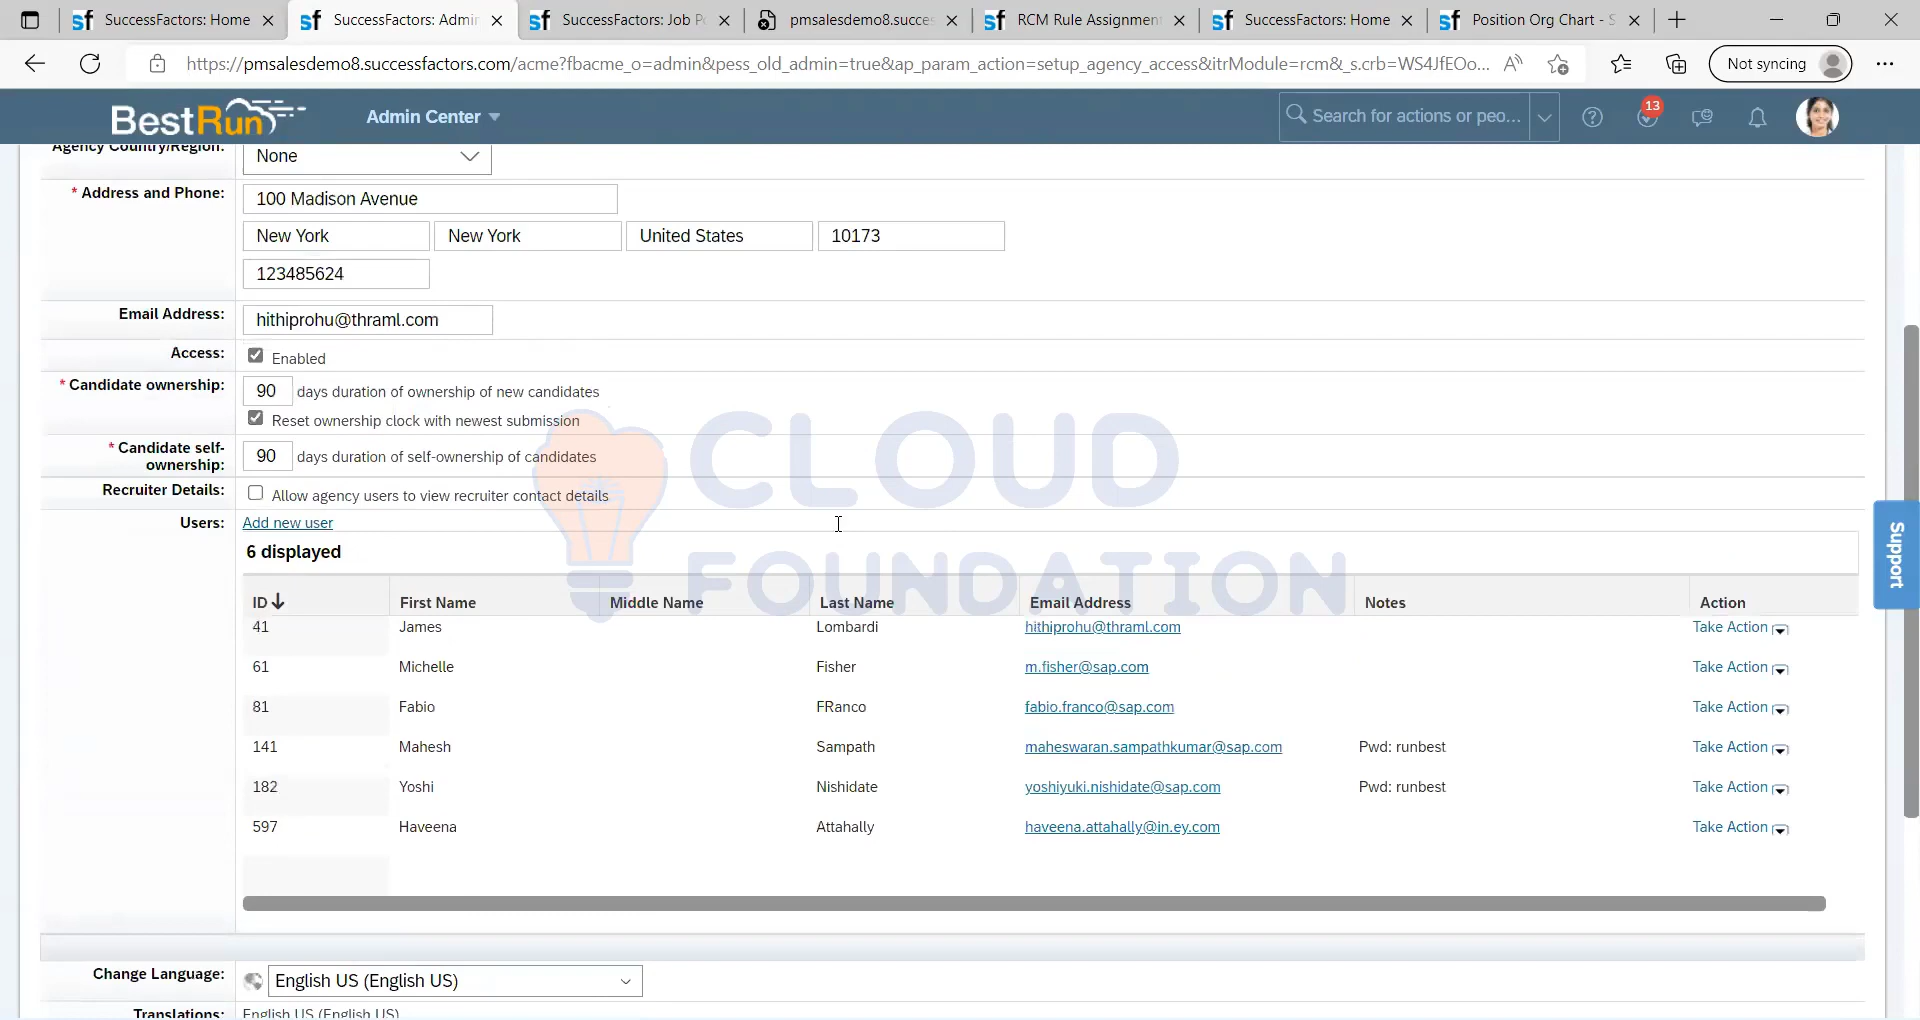 SuccessFactors: Home
SuccessFactors: Admin
SuccessFactors: Job P
pmsalesdemo8.succes
RCM Rule Assignmen
SuccessFactors: Home
Position Org Chart - S
https://pmsalesdemo8.successfactors.com/acme?fbacme_o=admin&pess_old_admin=true&ap_param_action=setup_agency_access&itrModule=rcm&_s.crb=WS4JfEOo...
Not syncing
BestRun
Admin Center
Search for actions or peo...
13
Agency Country/Region:
None
* Address and Phone:
100 Madison Avenue
New York New York United States 10173
123485624
Email Address:
hithiprohu@thraml.com
Access:
Enabled
* Candidate ownership:
90 days duration of ownership of new candidates
Reset ownership clock with newest submission
* Candidate self-ownership:
90 days duration of self-ownership of candidates
Recruiter Details:
Allow agency users to view recruiter contact details
Users:
Add new user
6 displayed
ID First Name Middle Name Last Name Email Address Notes Action
41 James Lombardi hithiprohu@thraml.com Take Action
61 Michelle Fisher m.fisher@sap.com Take Action
81 Fabio FRanco fabio.franco@sap.com Take Action
141 Mahesh Sampath maheswaran.sampathkumar@sap.com Pwd: runbest Take Action
182 Yoshi Nishidate yoshiyuki.nishidate@sap.com Pwd: runbest Take Action
597 Haveena Attahally haveena.attahally@in.ey.com Take Action
Change Language:
English US (English US)
Translations:
English US (English US)
Support
CLOUD
FOUNDATION